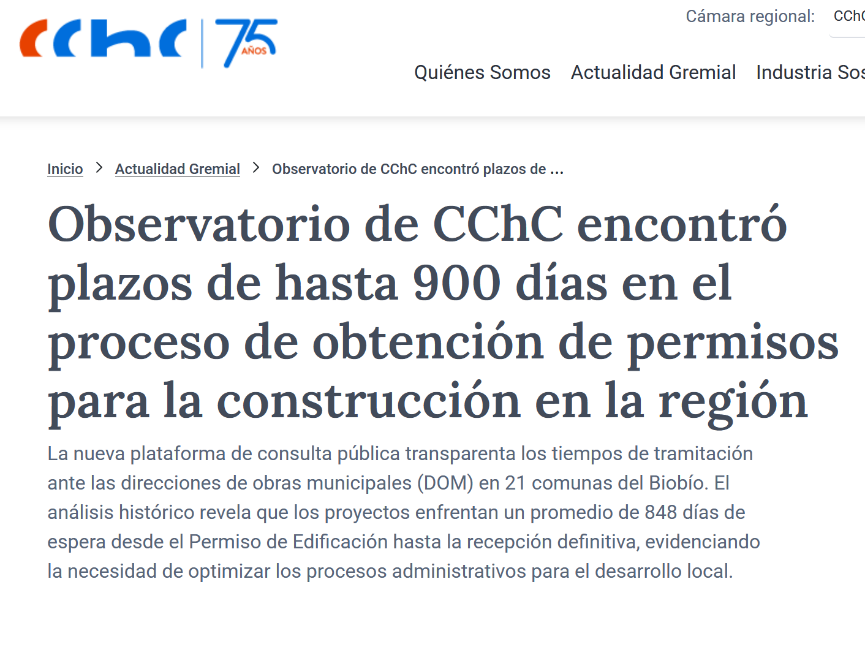 Cámara regional:
cchc 75 AÑOS
Quiénes Somos Actualidad Gremial Industria
Inicio > Actualidad Gremial > Observatorio de CChC encontró plazos de ...
Observatorio de CChC encontró
plazos de hasta 900 días en el
proceso de obtención de permisos
para la construcción en la región
La nueva plataforma de consulta pública transparenta los tiempos de tramitación
ante las direcciones de obras municipales (DOM) en 21 comunas del Biobío. El
análisis histórico revela que los proyectos enfrentan un promedio de 848 días de
espera desde el Permiso de Edificación hasta la recepción definitiva, evidenciando
la necesidad de optimizar los procesos administrativos para el desarrollo local.